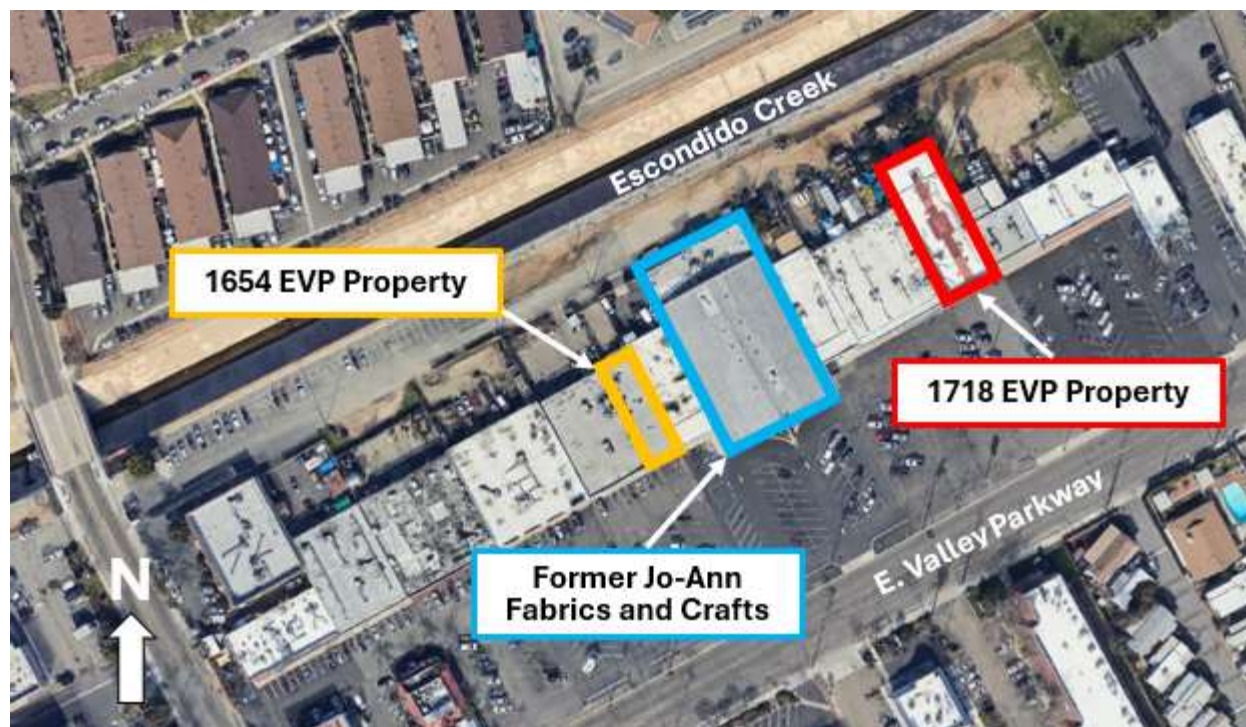 Escondido Creek
1654 EVP Property
1718 EVP Property
Former Jo-Ann
Fabrics and Crafts
E. Valley Parkway
N